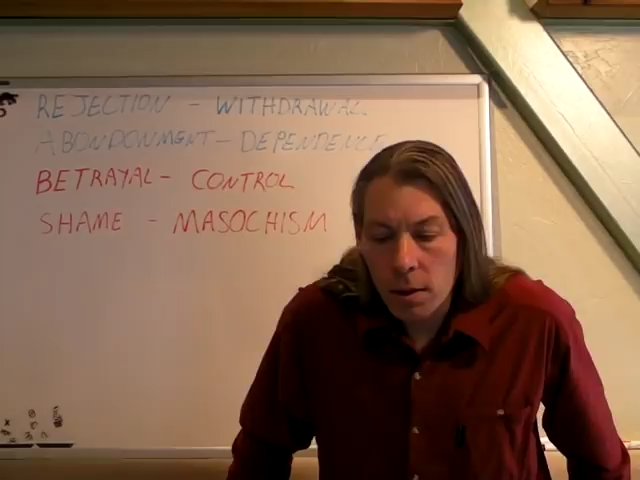 REJECTION - WITHDRAWAL
ABONDONMENT - DEPENDENCE
BETRAYAL - CONTROL
SHAME - MASOCHISM